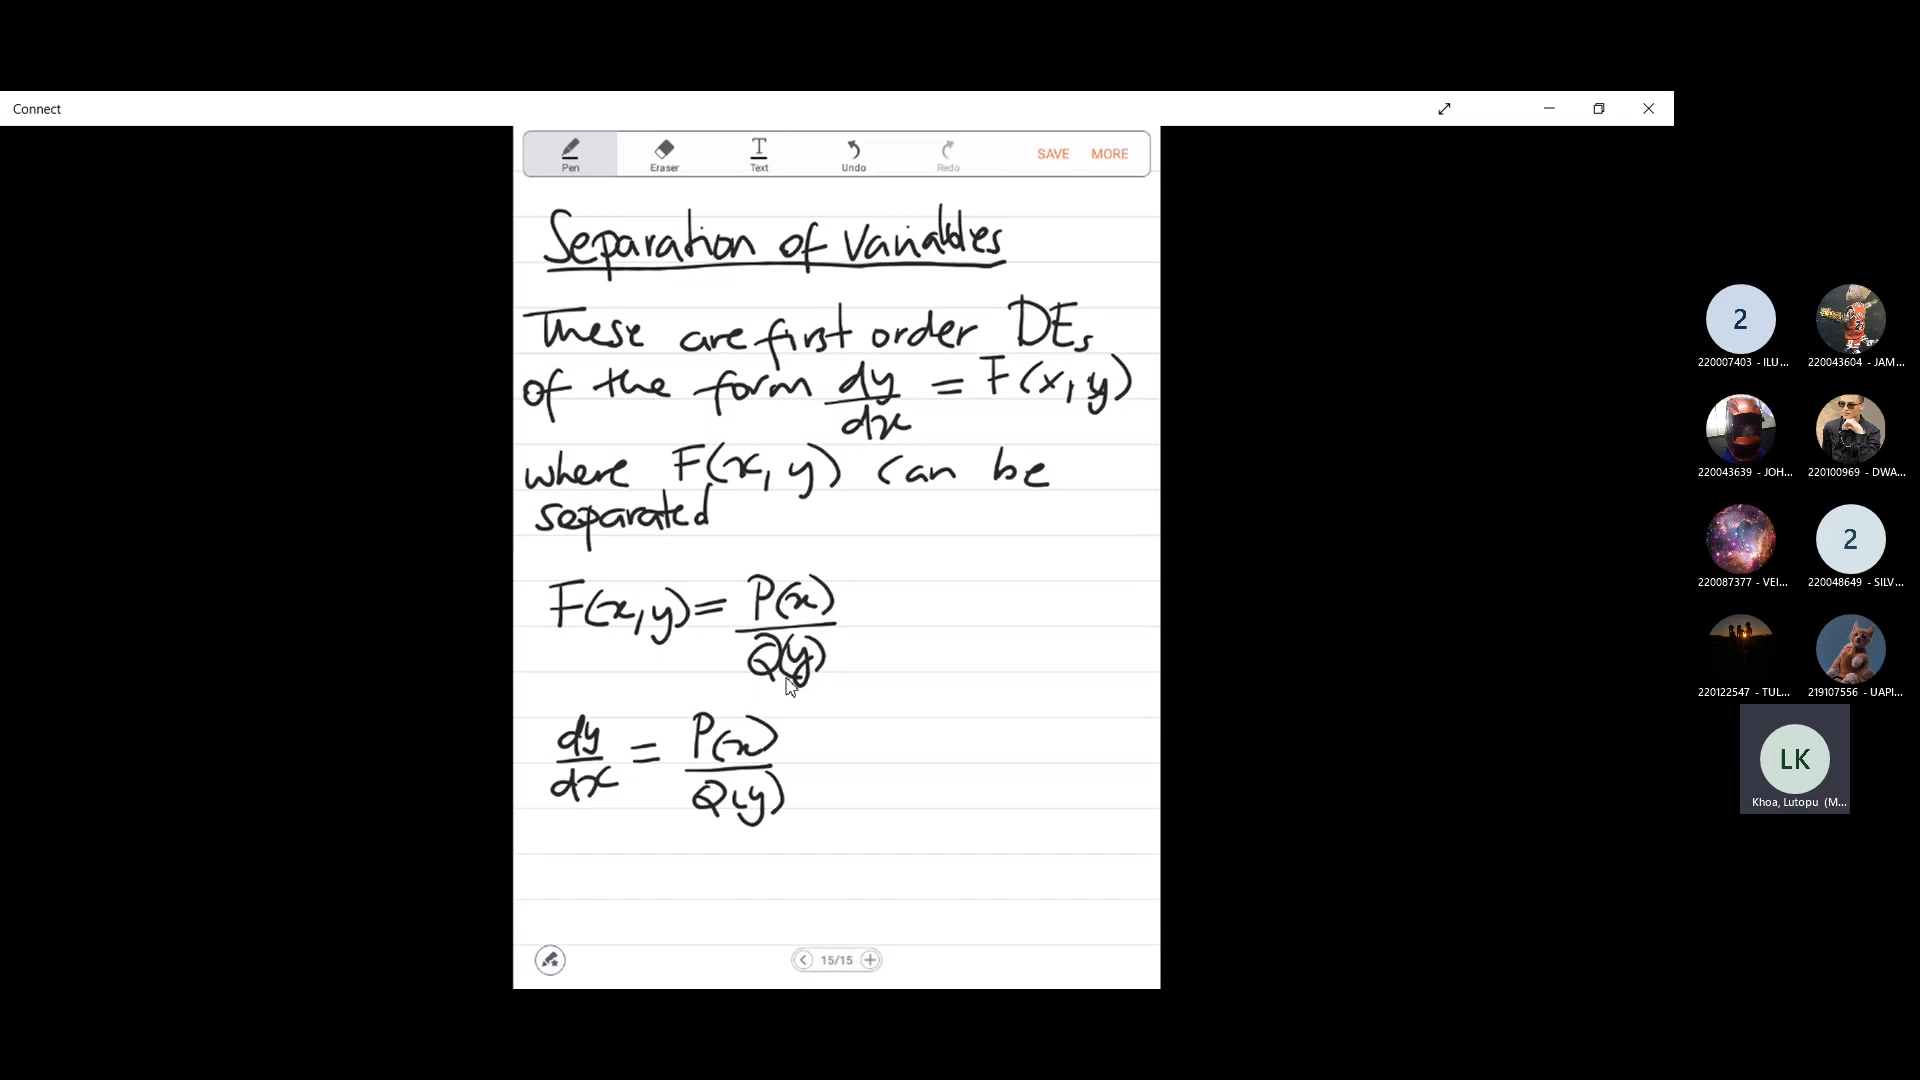 Connect
Pen
Eraser
Text
Undo
Redo
SAVE
MORE
Separation of Variables
These are first order DEs
of the form dy/dx = F(x, y)
where F(x, y) can be
separated
F(x, y) = P(x)/Q(y)
dy/dx = P(x)/Q(y)
15/15
2
220007403 - ILU...
220043604 - JAM...
220043639 - JOH...
220100969 - DWA...
220087377 - VEI...
2
220048649 - SILV...
220122547 - TUL...
219107556 - UAPI...
LK
Khoa, Lutopu (M...